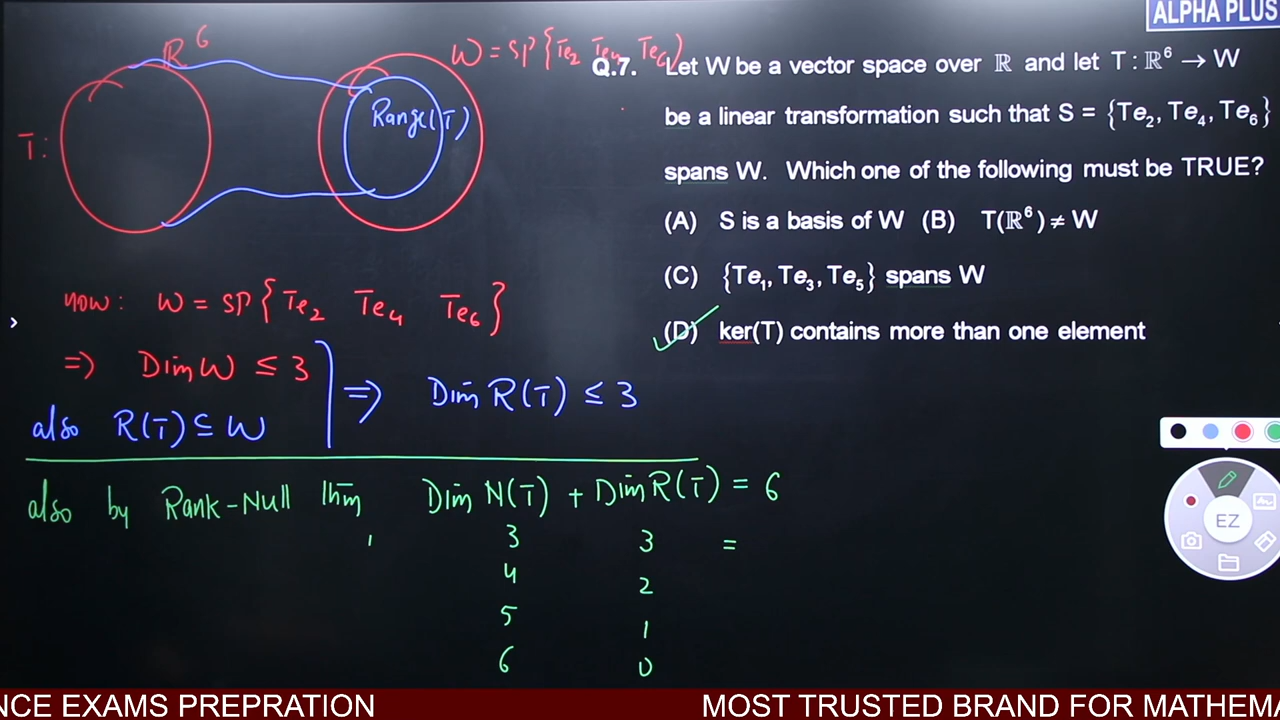 ALPHA PLUS
ℝ⁶
W = SP { Te₂ Te₄ Te₆ }
T:
Range(T)
Q.7. Let W be a vector space over ℝ and let T : ℝ⁶ → W
be a linear transformation such that S = {Te₂, Te₄, Te₆}
spans W. Which one of the following must be TRUE?
(A) S is a basis of W (B) T(ℝ⁶) ≠ W
(C) {Te₁, Te₃, Te₅} spans W
(D) ker(T) contains more than one element
now: W = SP { Te₂ Te₄ Te₆ }
⇒ Dim W ≤ 3
also R(T) ⊆ W
⇒ Dim R(T) ≤ 3
also by Rank-Null thm Dim N(T) + Dim R(T) = 6
3 3 =
4 2
5 1
6 0
EZ
NCE EXAMS PREPRATION MOST TRUSTED BRAND FOR MATHEMA